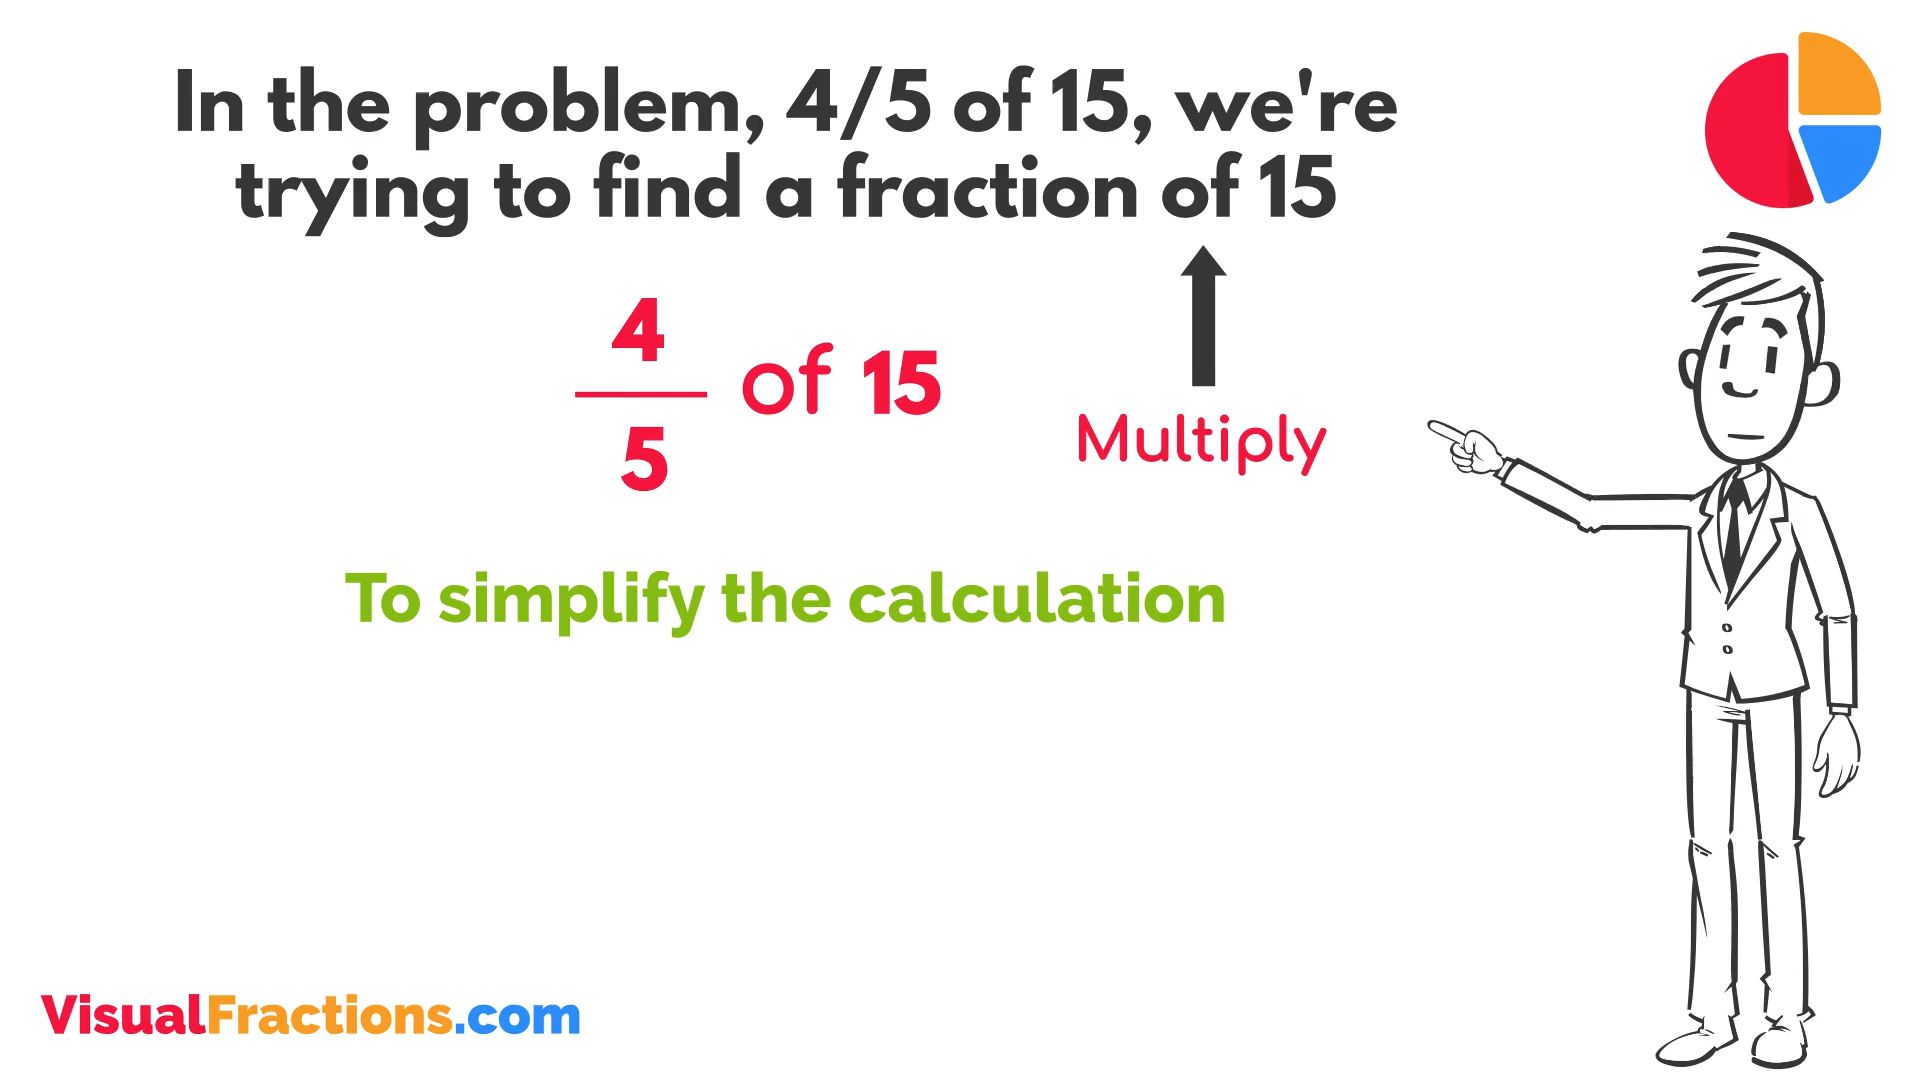 In the problem, 4/5 of 15, we're
trying to find a fraction of 15
4
of 15
5
Multiply
To simplify the calculation
VisualFractions.com